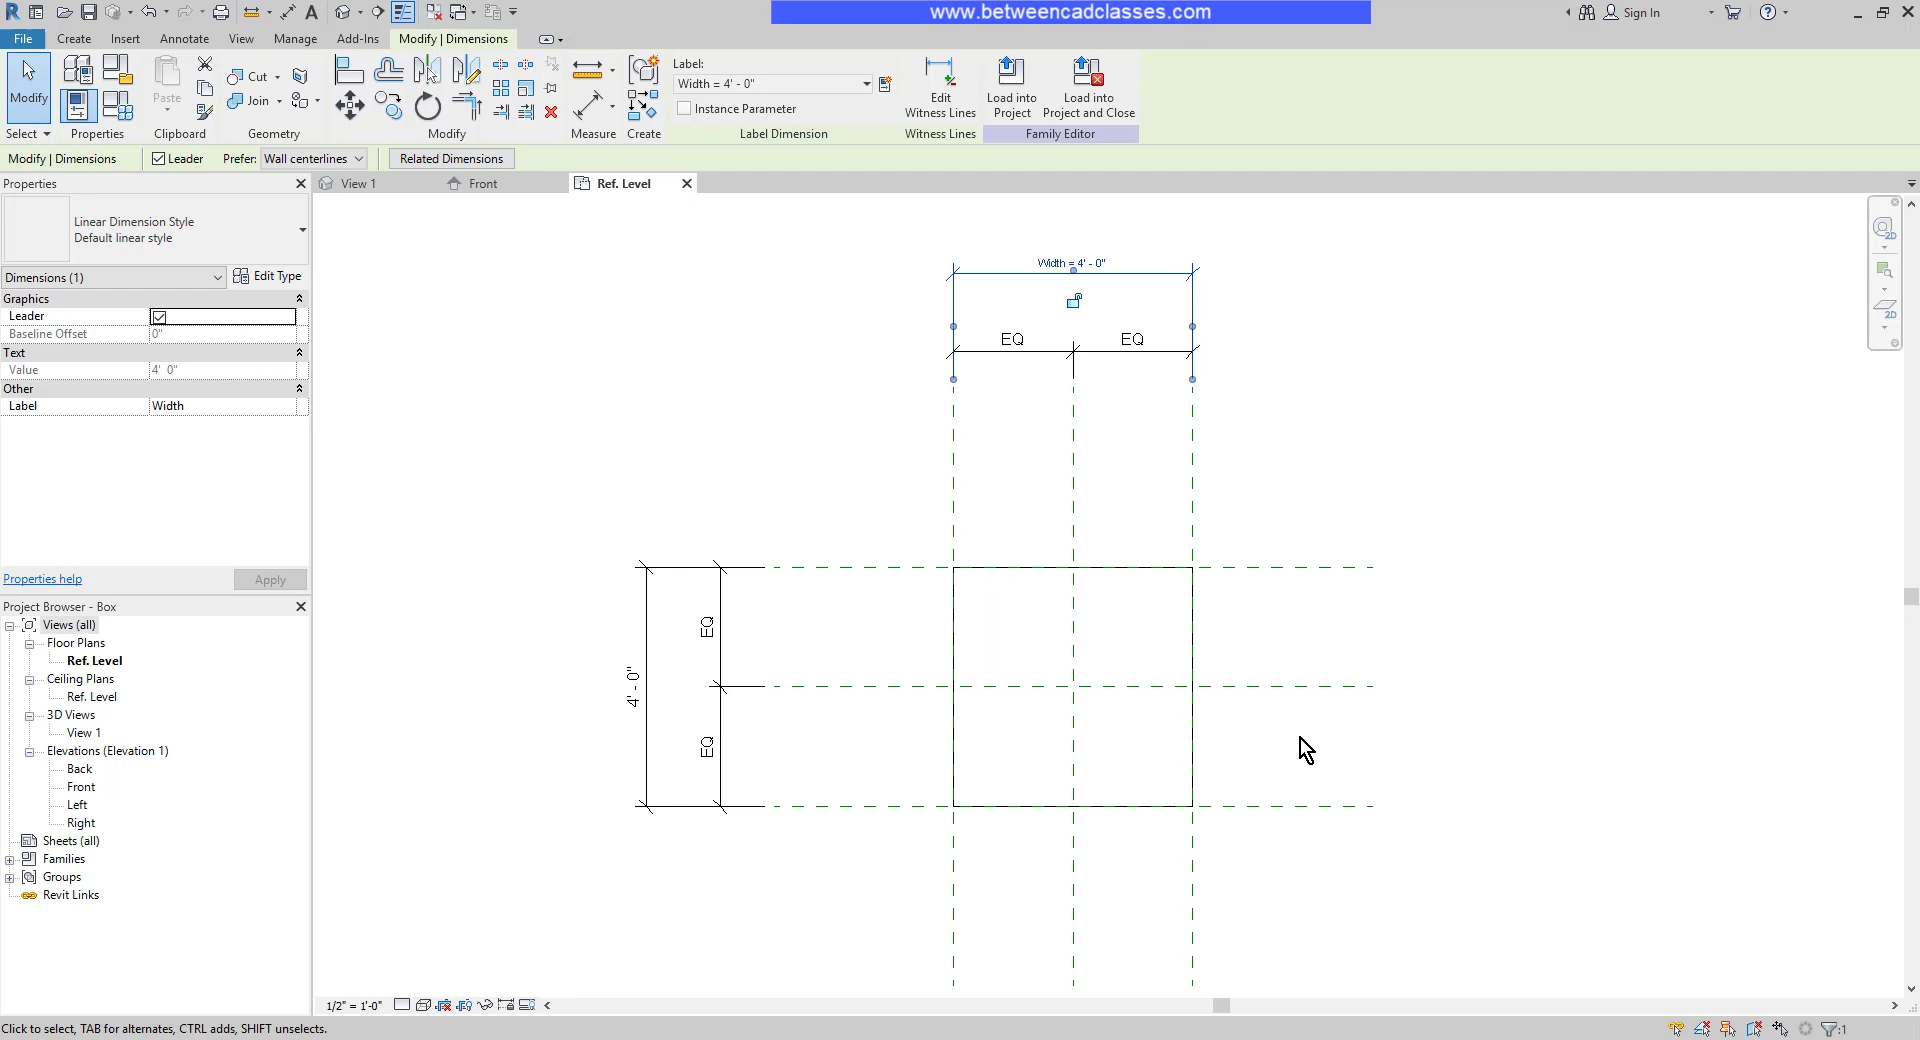 www.betweencadclasses.com
Sign In
File Create Insert Annotate View Manage Add-Ins Modify | Dimensions
Modify
Select
Properties
Paste
Clipboard
Cut
Join
Geometry
Modify
Measure
Create
Label:
Width = 4' - 0"
Instance Parameter
Label Dimension
Edit
Witness Lines
Witness Lines
Load into
Project
Load into
Project and Close
Family Editor
Modify | Dimensions
Leader
Prefer:
Wall centerlines
Related Dimensions
Properties
View 1
Front
Ref. Level
Linear Dimension Style
Default linear style
Dimensions (1)
Edit Type
Graphics
Leader
Baseline Offset 0"
Text
Value 4' 0"
Other
Label Width
Properties help
Apply
Project Browser - Box
Views (all)
Floor Plans
Ref. Level
Ceiling Plans
Ref. Level
3D Views
View 1
Elevations (Elevation 1)
Back
Front
Left
Right
Sheets (all)
Families
Groups
Revit Links
Width = 4' - 0"
EQ EQ
EQ
4' - 0"
EQ
2D
2D
1/2" = 1'-0"
Click to select, TAB for alternates, CTRL adds, SHIFT unselects.
:1